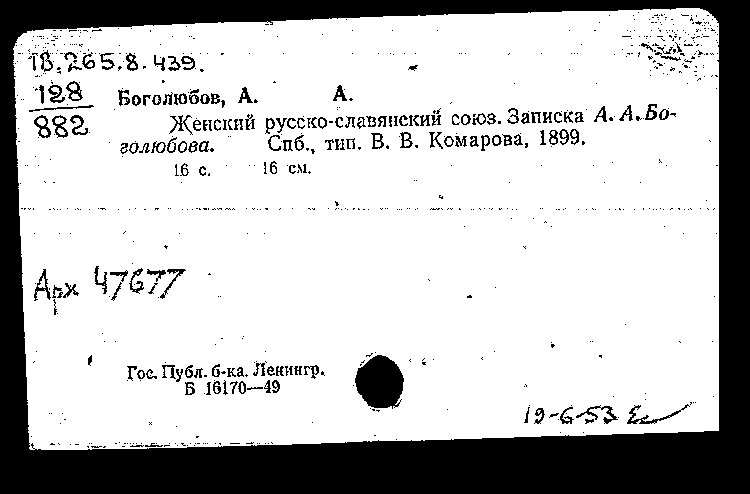 18.265.8.439.
128
882
Боголюбов, А. А.
Женский русско-славянский союз. Записка А. А. Бо-
голюбова. Спб., тип. В. В. Комарова, 1899.
16 с. 16 см.
Арх 47677
Гос. Публ. б-ка. Ленингр.
Б 16170—49
19-6-53